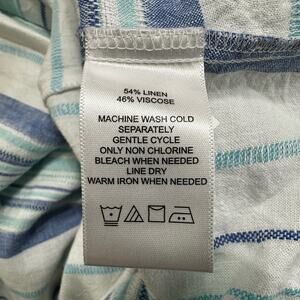 54% LINEN
46% VISCOSE
MACHINE WASH COLD
SEPARATELY
GENTLE CYCLE
ONLY NON CHLORINE
BLEACH WHEN NEEDED
LINE DRY
WARM IRON WHEN NEEDED